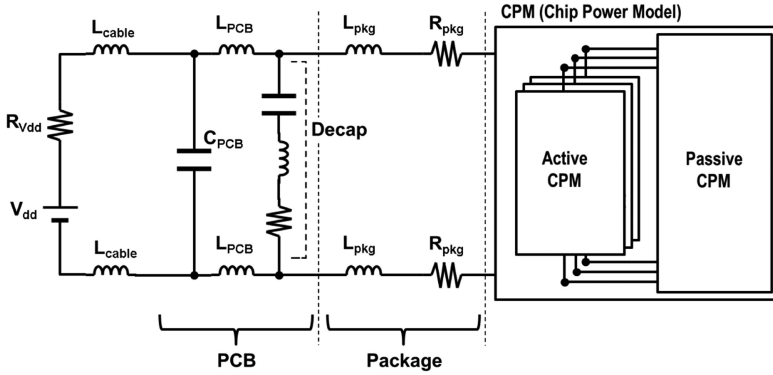 CPM (Chip Power Model)
Lcable
LPCB
Lpkg
Rpkg
RVdd
CPCB
Decap
Active
CPM
Passive
CPM
Vdd
Lcable
LPCB
Lpkg
Rpkg
PCB
Package